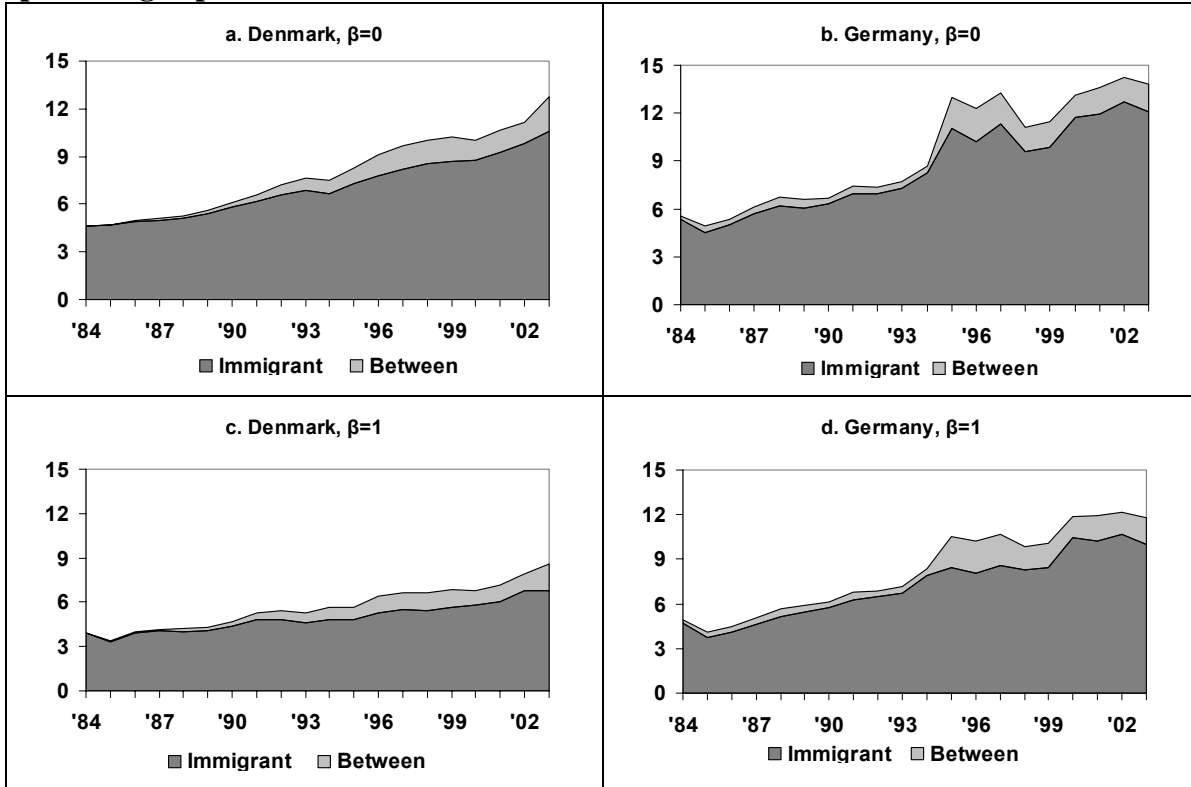 a. Denmark, β=0
15
12
9
6
3
0
'84 '87 '90 '93 '96 '99 '02
Immigrant Between
b. Germany, β=0
15
12
9
6
3
0
'84 '87 '90 '93 '96 '99 '02
Immigrant Between
c. Denmark, β=1
15
12
9
6
3
0
'84 '87 '90 '93 '96 '99 '02
Immigrant Between
d. Germany, β=1
15
12
9
6
3
0
'84 '87 '90 '93 '96 '99 '02
Immigrant Between